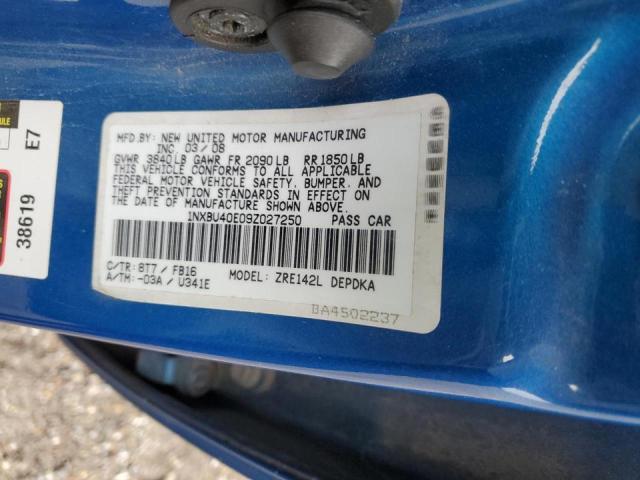 MFD.BY: NEW UNITED MOTOR MANUFACTURING
INC. 03/08
GVWR 3840LB GAWR FR 2090LB RR1850LB
THIS VEHICLE CONFORMS TO ALL APPLICABLE
FEDERAL MOTOR VEHICLE SAFETY, BUMPER, AND
THEFT PREVENTION STANDARDS IN EFFECT ON
THE DATE OF MANUFACTURE SHOWN ABOVE.
1NXBU40E09Z027250 PASS CAR
C/TR: 8T7 / FB16 MODEL: ZRE142L DEPDKA
A/TM: -03A / U341E
BA4502237
38619 E7